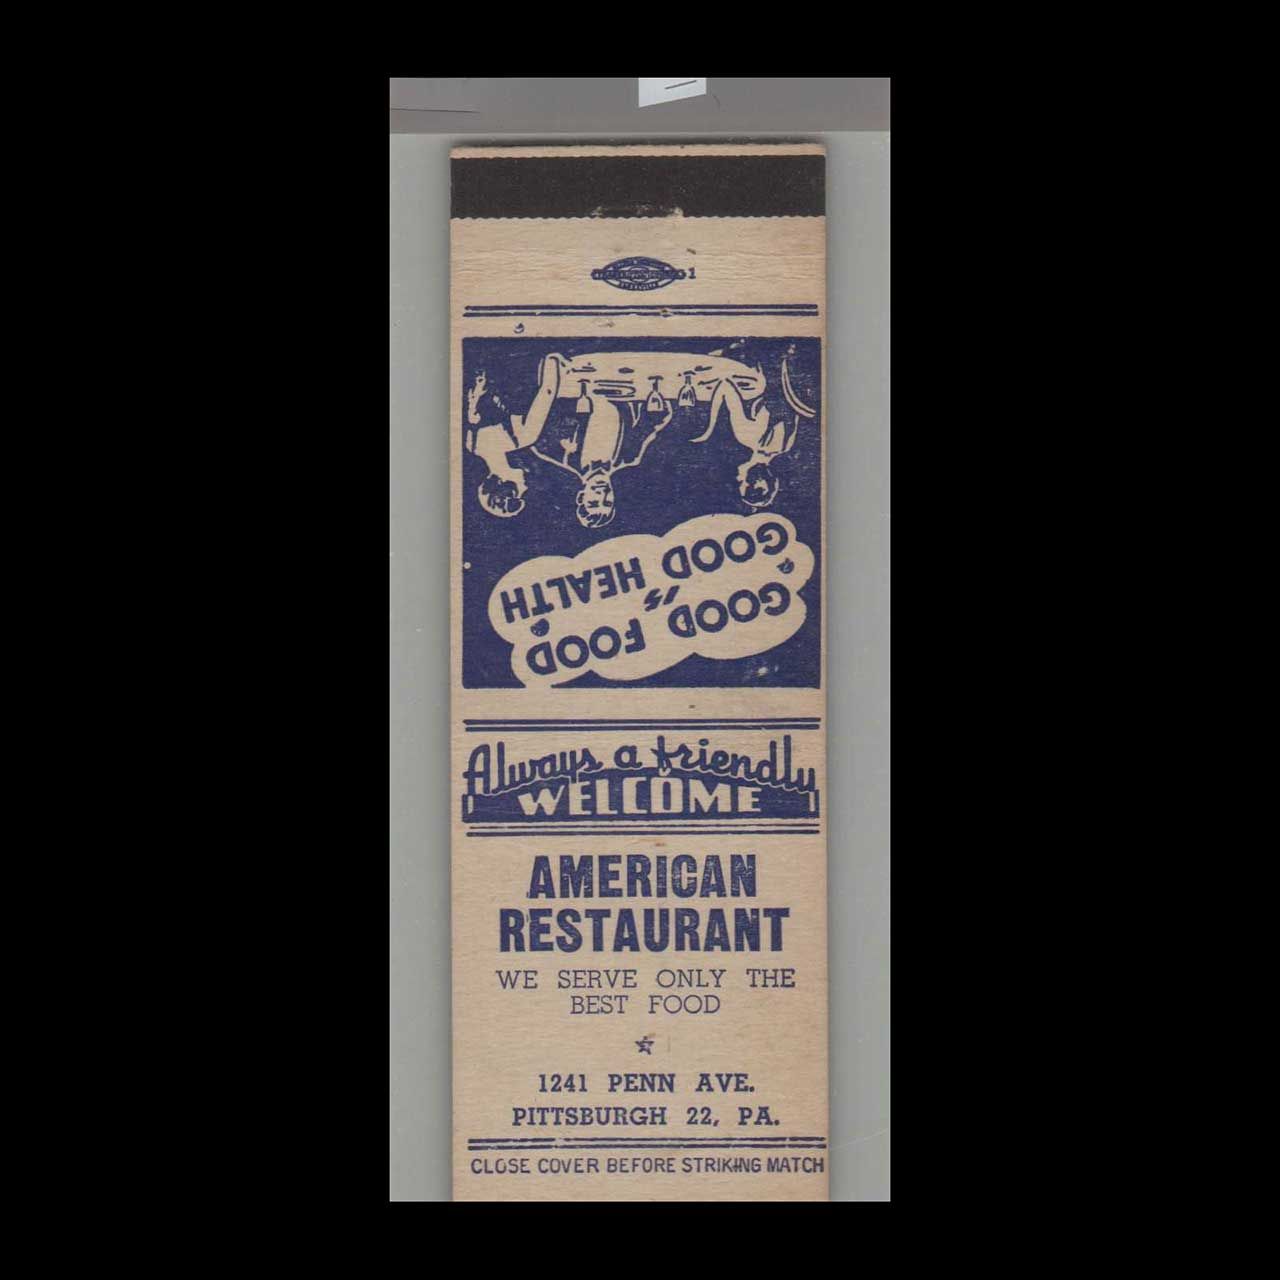 1
GOOD FOOD
IS
GOOD HEALTH
Always a friendly
WELCOME
AMERICAN
RESTAURANT
WE SERVE ONLY THE
BEST FOOD
1241 PENN AVE.
PITTSBURGH 22, PA.
CLOSE COVER BEFORE STRIKING MATCH